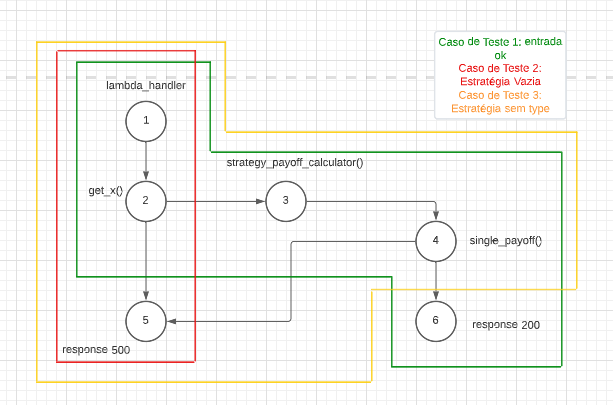 Caso de Teste 1: entrada
ok
Caso de Teste 2:
Estratégia Vazia
Caso de Teste 3:
Estratégia sem type
lambda_handler
1
strategy_payoff_calculator()
get_x()
2
3
4
single_payoff()
5
6
response 200
response 500